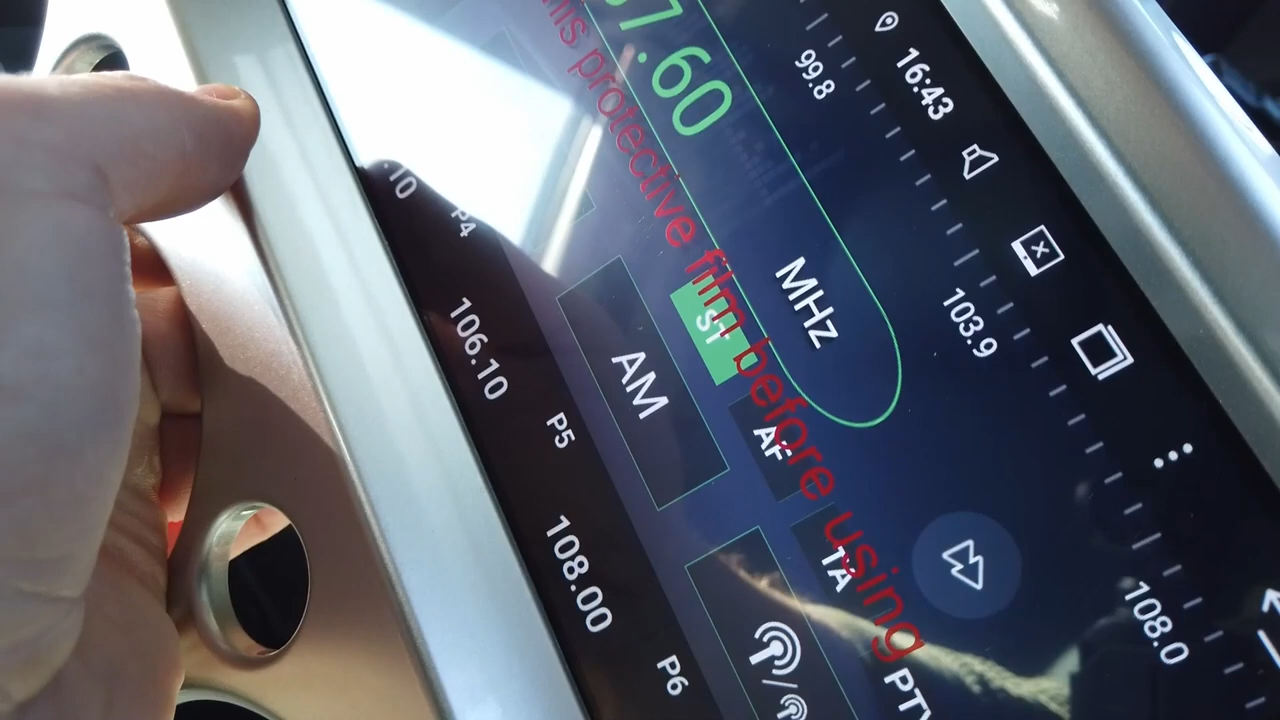 16:43
99.8
103.9
108.0
7.60
MHz
this protective film before using
ST
AF
TA
PTY
AM
.10
P4
106.10
P5
108.00
P6